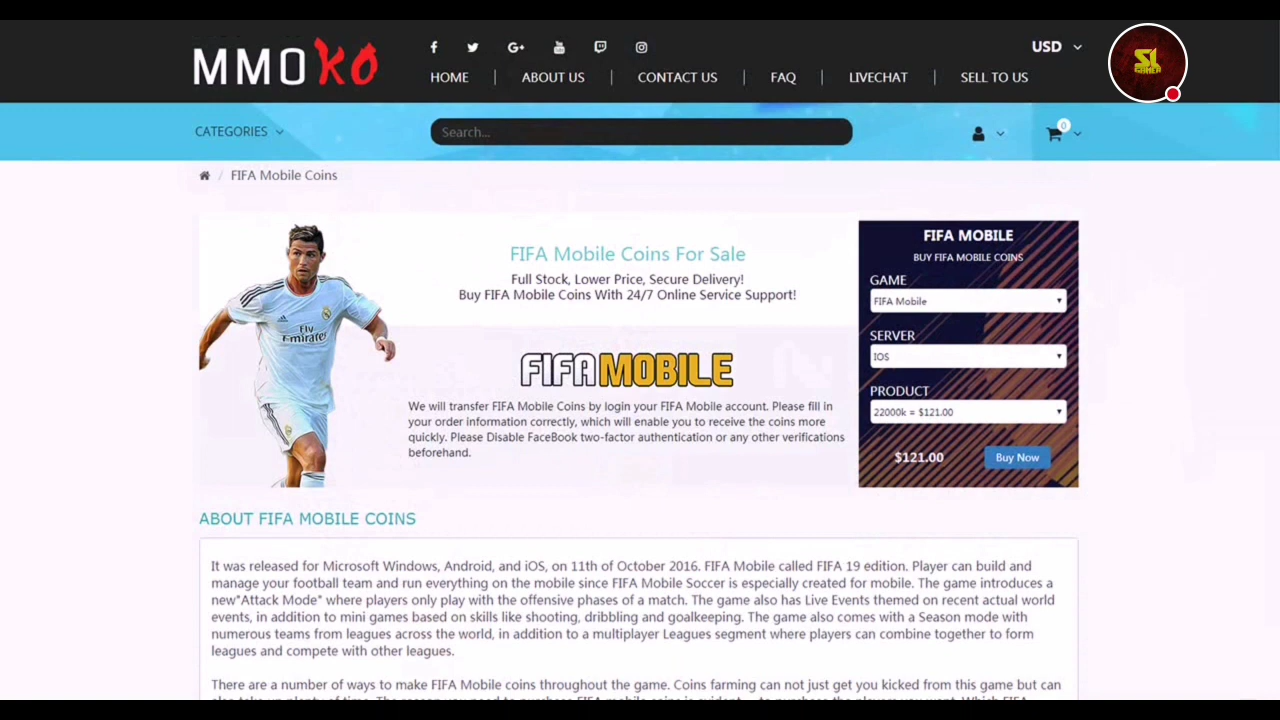 MMOKO
USD
HOME | ABOUT US | CONTACT US | FAQ | LIVECHAT | SELL TO US
SL
GAMER
CATEGORIES
Search...
0
/ FIFA Mobile Coins
FIFA Mobile Coins For Sale
Full Stock, Lower Price, Secure Delivery!
Buy FIFA Mobile Coins With 24/7 Online Service Support!
Fly
Emirates
FIFAMOBILE
We will transfer FIFA Mobile Coins by login your FIFA Mobile account. Please fill in
your order information correctly, which will enable you to receive the coins more
quickly. Please Disable FaceBook two-factor authentication or any other verifications
beforehand.
FIFA MOBILE
BUY FIFA MOBILE COINS
GAME
FIFA Mobile
SERVER
IOS
PRODUCT
22000k = $121.00
$121.00
Buy Now
ABOUT FIFA MOBILE COINS
It was released for Microsoft Windows, Android, and iOS, on 11th of October 2016. FIFA Mobile called FIFA 19 edition. Player can build and
manage your football team and run everything on the mobile since FIFA Mobile Soccer is especially created for mobile. The game introduces a
new"Attack Mode" where players only play with the offensive phases of a match. The game also has Live Events themed on recent actual world
events, in addition to mini games based on skills like shooting, dribbling and goalkeeping. The game also comes with a Season mode with
numerous teams from leagues across the world, in addition to a multiplayer Leagues segment where players can combine together to form
leagues and compete with other leagues.
There are a number of ways to make FIFA Mobile coins throughout the game. Coins farming can not just get you kicked from this game but can